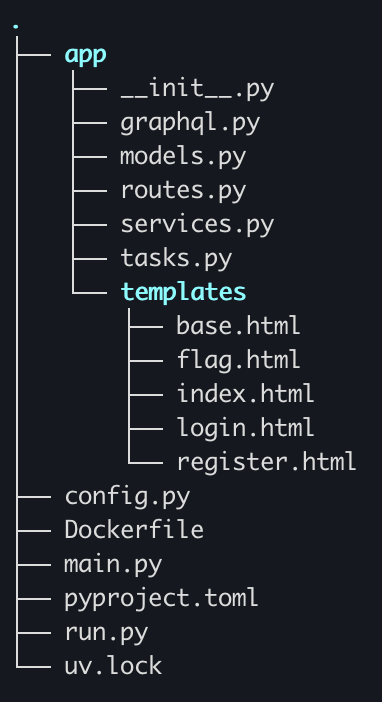 .
├── app
│   ├── __init__.py
│   ├── graphql.py
│   ├── models.py
│   ├── routes.py
│   ├── services.py
│   ├── tasks.py
│   └── templates
│       ├── base.html
│       ├── flag.html
│       ├── index.html
│       ├── login.html
│       └── register.html
├── config.py
├── Dockerfile
├── main.py
├── pyproject.toml
├── run.py
└── uv.lock